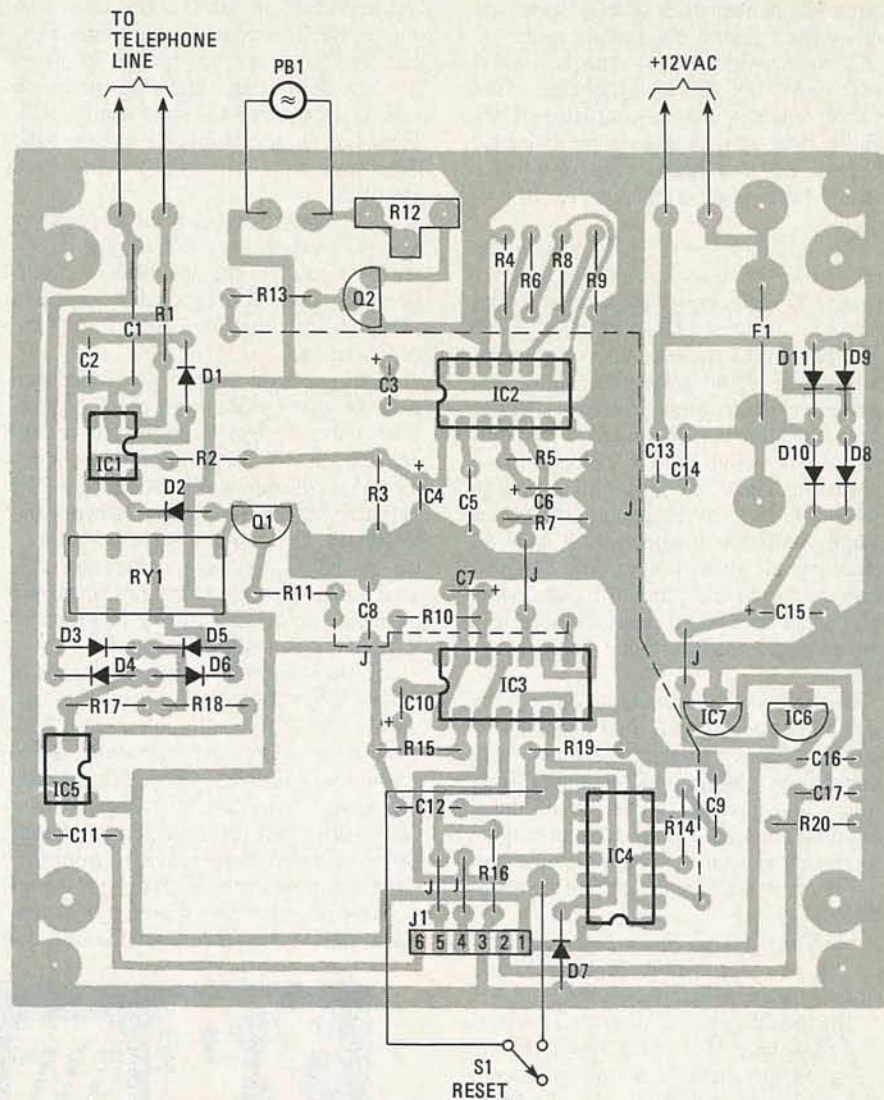 TO
TELEPHONE
LINE
PB1
+12VAC
R12
R4
R6
R8
R9
R13
Q2
C1
R1
F1
C2
D1
C3
+
IC2
D11
D9
IC1
R2
R3
+
C4
C5
R5
+
C6
R7
J
C13
C14
D10
D8
D2
Q1
RY1
R11
C8
C7
+
R10
J
+
C15
D3
D5
D4
D6
J
IC3
J
R17
R18
C10
+
IC7
IC6
R15
R19
C16
IC5
C12
IC4
R14
C9
C17
R20
C11
J
J
R16
J1
6 5 4 3 2 1
D7
S1
RESET